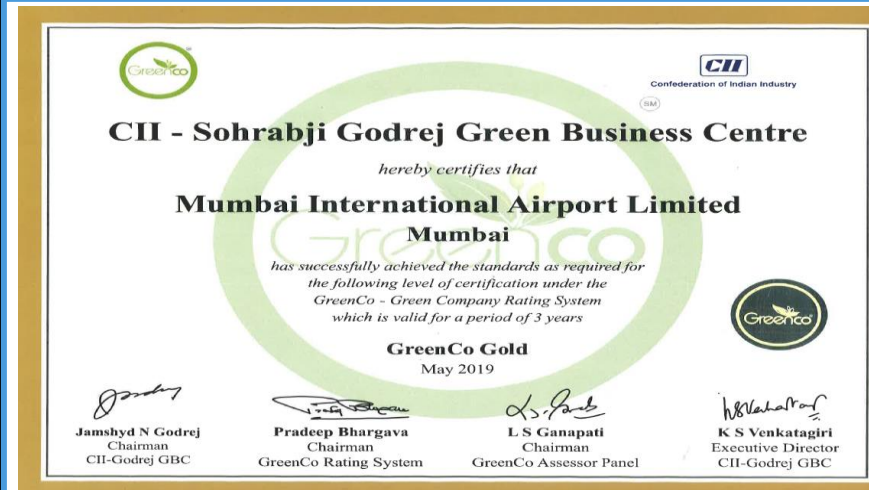 GreenCo
CII
Confederation of Indian Industry
SM
CII - Sohrabji Godrej Green Business Centre
hereby certifies that
Mumbai International Airport Limited
Mumbai
GreenCo
has successfully achieved the standards as required for
the following level of certification under the
GreenCo - Green Company Rating System
which is valid for a period of 3 years
GreenCo
GreenCo Gold
May 2019
Jamshyd N Godrej
Chairman
CII-Godrej GBC
Pradeep Bhargava
Chairman
GreenCo Rating System
L S Ganapati
Chairman
GreenCo Assessor Panel
K S Venkatagiri
Executive Director
CII-Godrej GBC